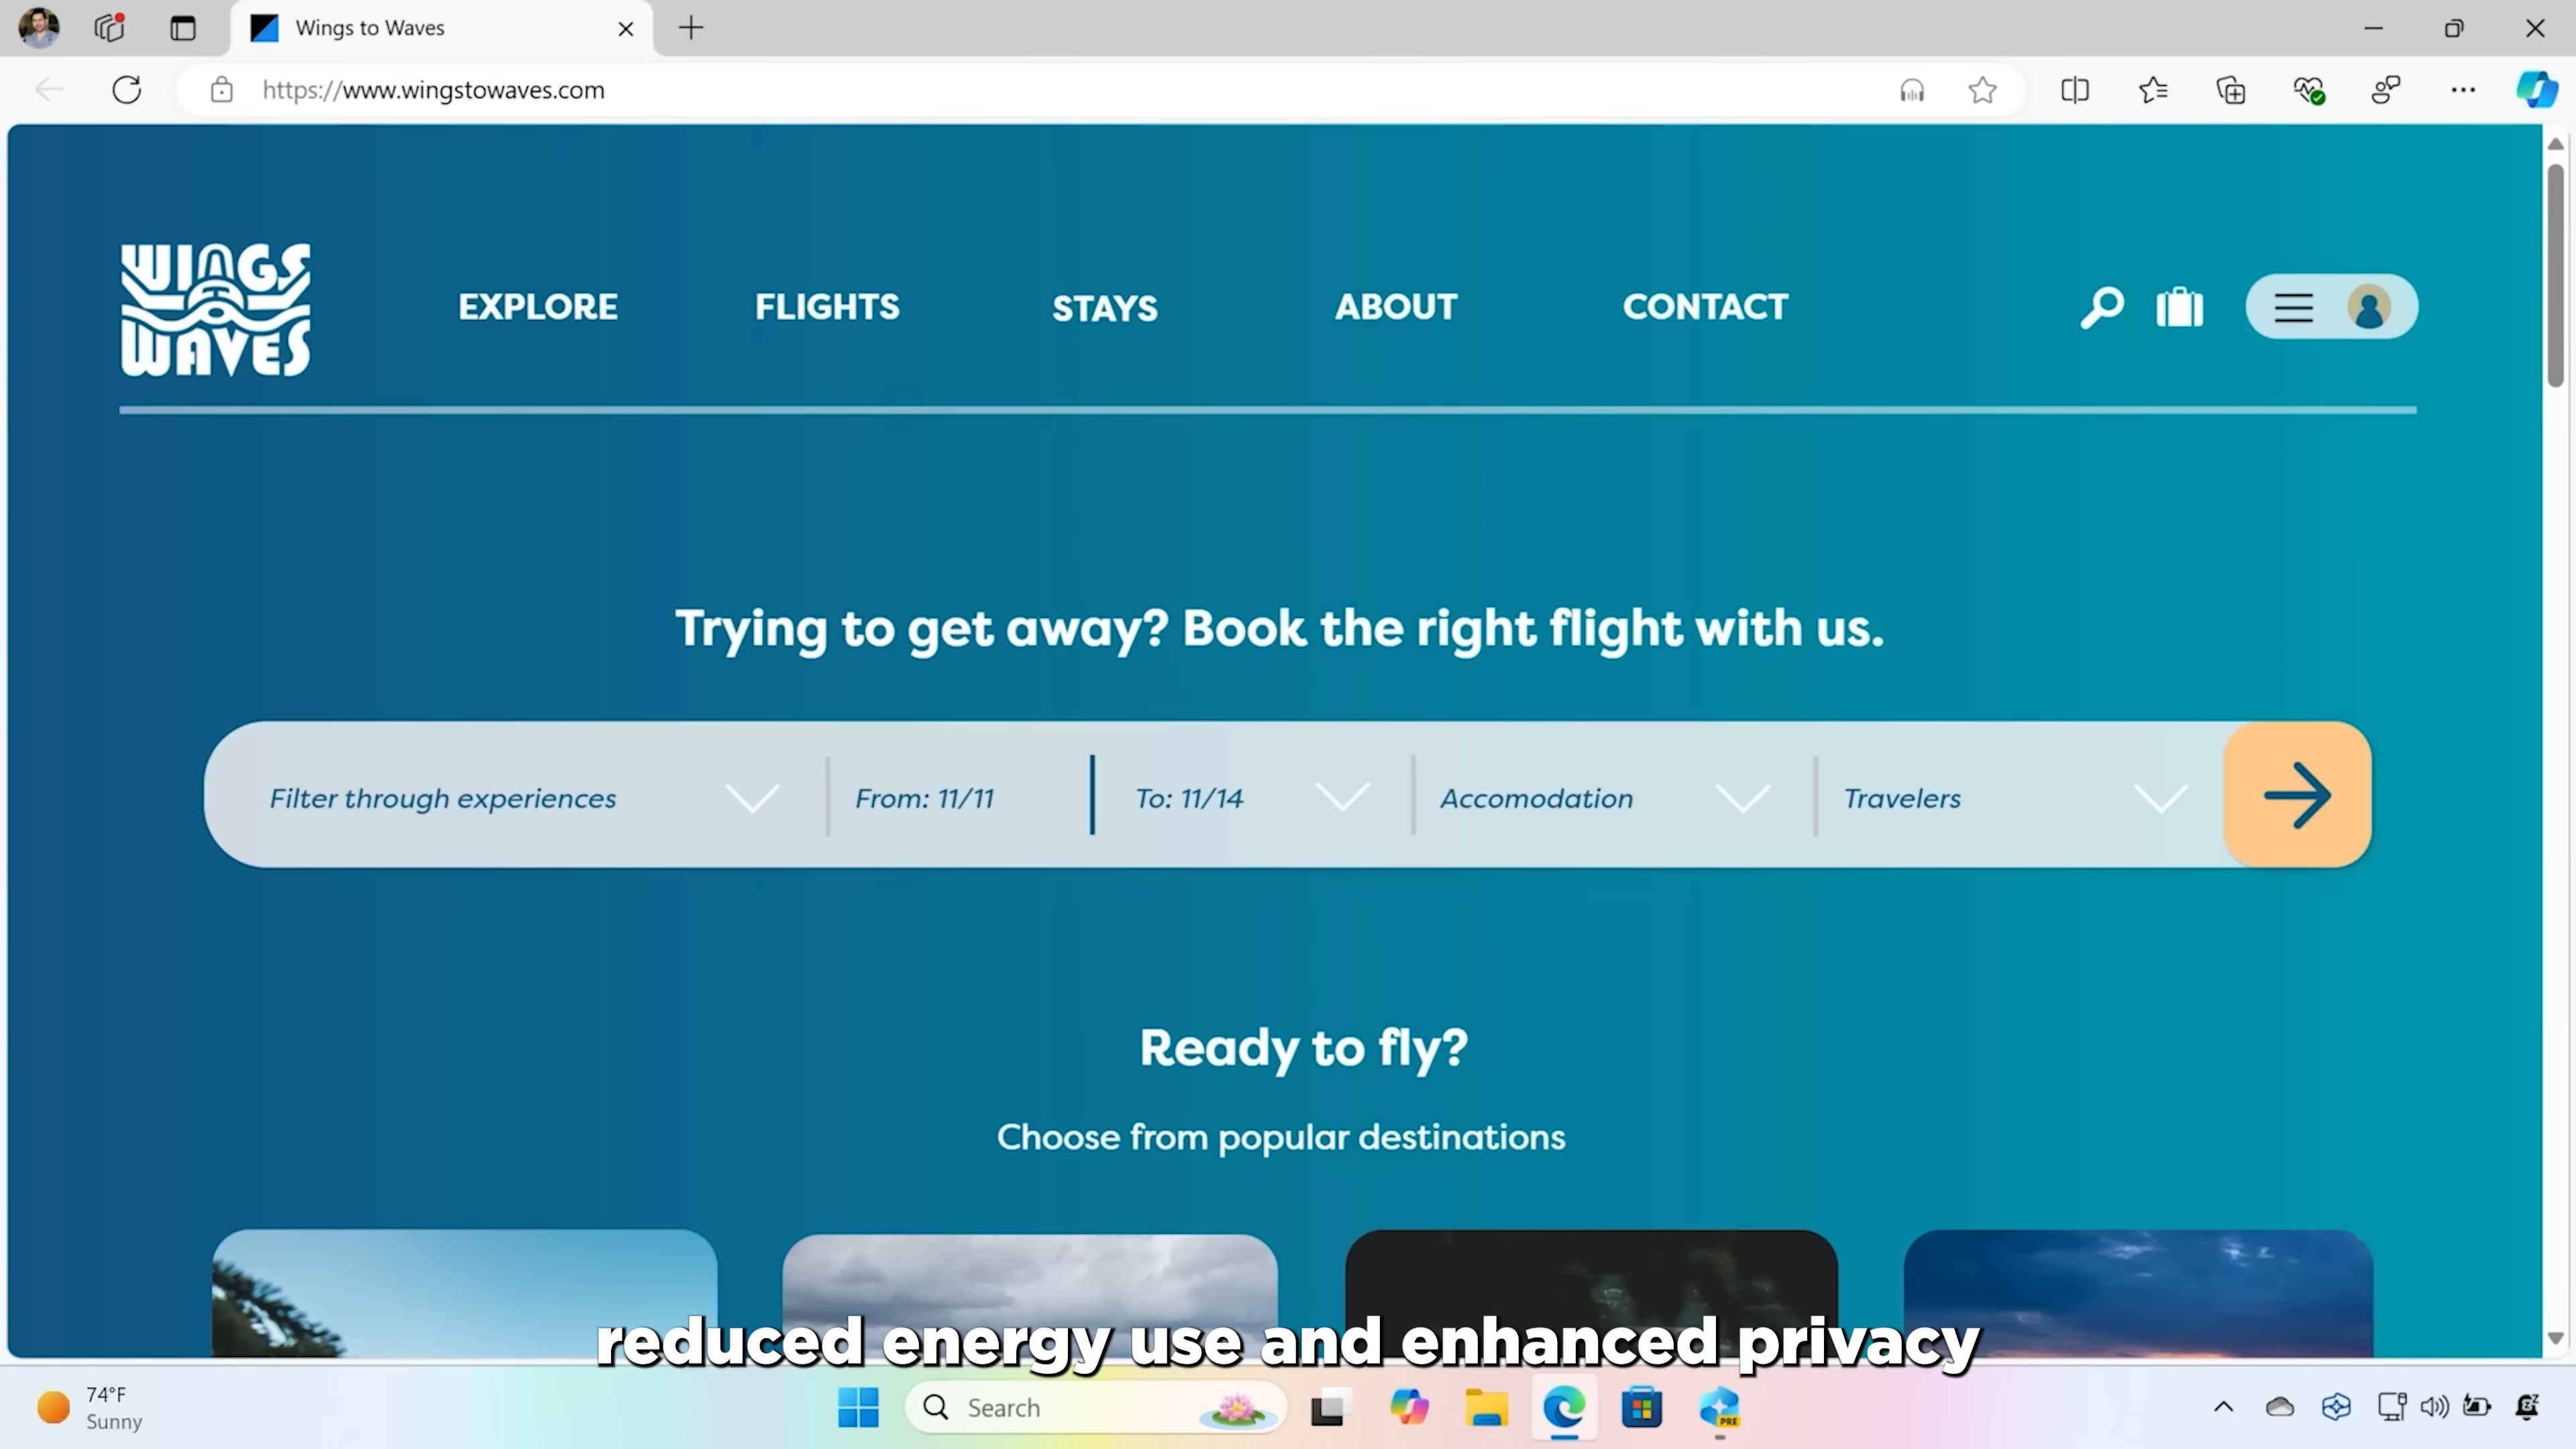 Wings to Waves
https://www.wingstowaves.com
WINGS
WAVES
EXPLORE
FLIGHTS
STAYS
ABOUT
CONTACT
Trying to get away? Book the right flight with us.
Filter through experiences
From: 11/11
To: 11/14
Accomodation
Travelers
Ready to fly?
Choose from popular destinations
reduced energy use and enhanced privacy
74°F
Sunny
Search
PRE